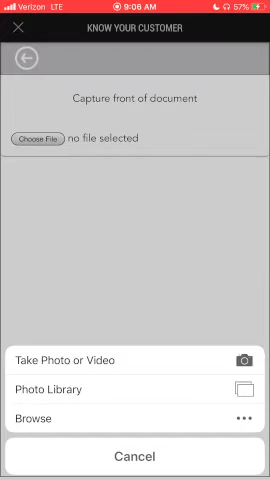 Verizon LTE 9:06 AM 57%
KNOW YOUR CUSTOMER
Capture front of document
Choose File no file selected
Take Photo or Video
Photo Library
Browse
Cancel